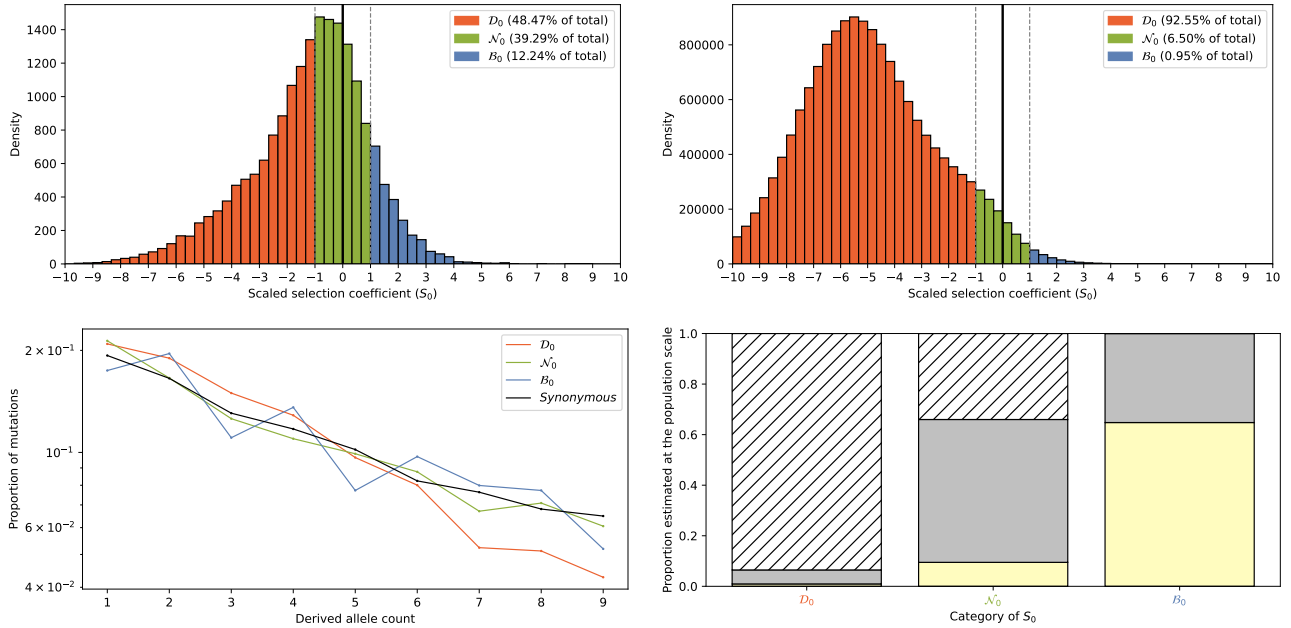 1400
1200
1000
800
600
400
200
0
Density
−10 −9 −8 −7 −6 −5 −4 −3 −2 −1 0 1 2 3 4 5 6 7 8 9 10
Scaled selection coefficient (S₀)
𝒟₀ (48.47% of total)
𝒩₀ (39.29% of total)
ℬ₀ (12.24% of total)
800000
600000
400000
200000
0
Density
−10 −9 −8 −7 −6 −5 −4 −3 −2 −1 0 1 2 3 4 5 6 7 8 9 10
Scaled selection coefficient (S₀)
𝒟₀ (92.55% of total)
𝒩₀ (6.50% of total)
ℬ₀ (0.95% of total)
2 × 10⁻¹
10⁻¹
6 × 10⁻²
4 × 10⁻²
Proportion of mutations
1 2 3 4 5 6 7 8 9
Derived allele count
𝒟₀
𝒩₀
ℬ₀
Synonymous
1.0
0.8
0.6
0.4
0.2
0.0
Proportion estimated at the population scale
𝒟₀ 𝒩₀ ℬ₀
Category of S₀